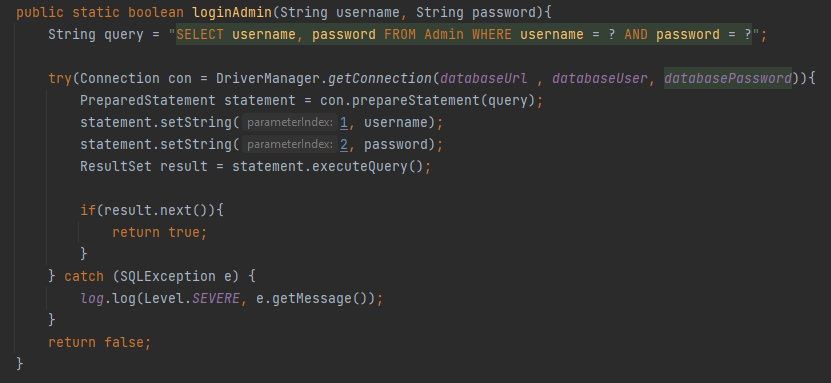 public static boolean loginAdmin(String username, String password){
String query = "SELECT username, password FROM Admin WHERE username = ? AND password = ?";
try(Connection con = DriverManager.getConnection(databaseUrl , databaseUser, databasePassword)){
PreparedStatement statement = con.prepareStatement(query);
statement.setString( parameterIndex: 1, username);
statement.setString( parameterIndex: 2, password);
ResultSet result = statement.executeQuery();
if(result.next()){
return true;
}
} catch (SQLException e) {
log.log(Level.SEVERE, e.getMessage());
}
return false;
}